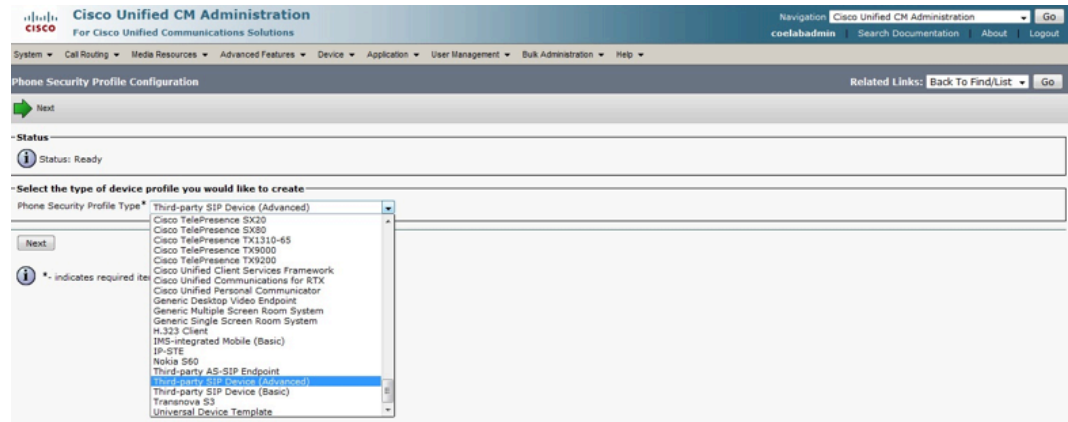 Cisco Unified CM Administration
CISCO
For Cisco Unified Communications Solutions
Navigation Cisco Unified CM Administration Go
coelabadmin | Search Documentation | About | Logout
System Call Routing Media Resources Advanced Features Device Application User Management Bulk Administration Help
Phone Security Profile Configuration
Related Links: Back To Find/List Go
Next
Status
Status: Ready
Select the type of device profile you would like to create
Phone Security Profile Type* Third-party SIP Device (Advanced)
Cisco TelePresence SX20
Cisco TelePresence SX80
Cisco TelePresence TX1310-65
Cisco TelePresence TX9000
Cisco TelePresence TX9200
Cisco Unified Client Services Framework
Cisco Unified Communications for RTX
Cisco Unified Personal Communicator
Generic Desktop Video Endpoint
Generic Multiple Screen Room System
Generic Single Screen Room System
H.323 Client
IMS-integrated Mobile (Basic)
IP-STE
Nokia S60
Third-party AS-SIP Endpoint
Third-party SIP Device (Advanced)
Third-party SIP Device (Basic)
Transnova S3
Universal Device Template
Next
*- indicates required ite